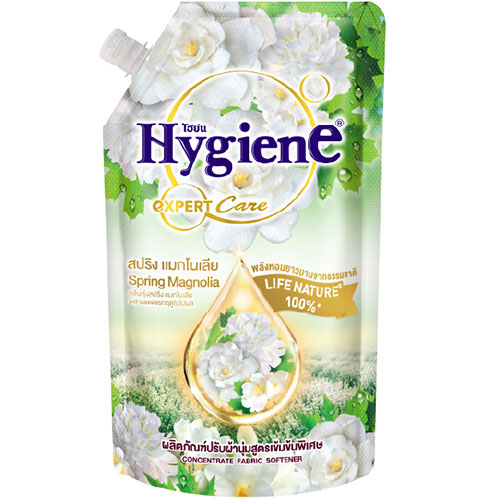 ไฮยีน
Hygiene®
EXPERT Care
สปริง แมกโนเลีย
Spring Magnolia
พลังหอมยาวนานจากธรรมชาติ
LIFE NATURE®
100%*
ผลิตภัณฑ์ปรับผ้านุ่มสูตรเข้มข้นพิเศษ
CONCENTRATE FABRIC SOFTENER